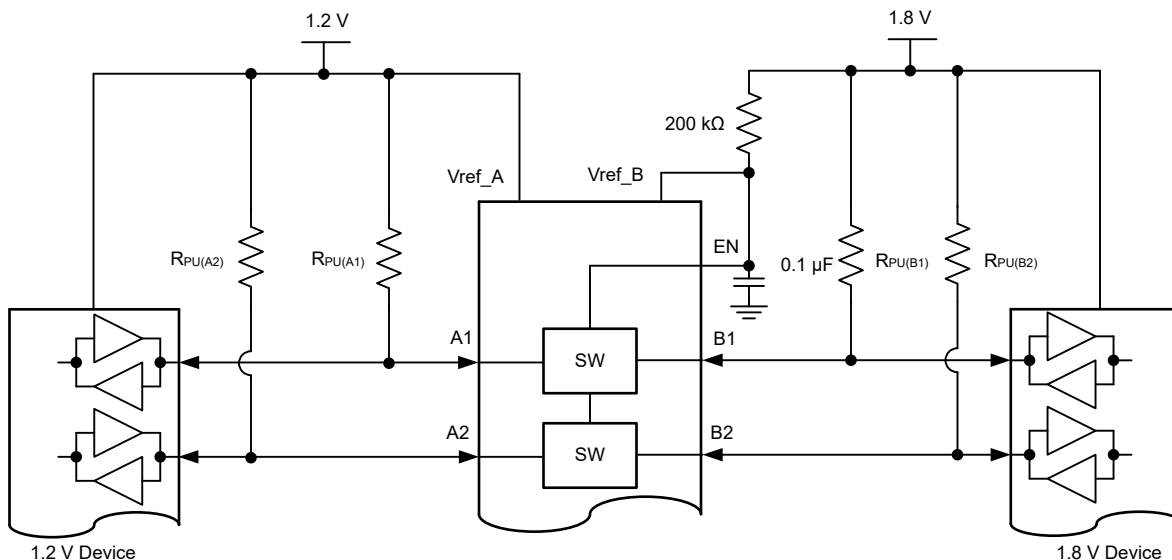 1.2 V
1.8 V
200 kΩ
Vref_A
Vref_B
EN
RPU(A2)
RPU(A1)
0.1 µF
RPU(B1)
RPU(B2)
A1
SW
B1
A2
SW
B2
1.2 V Device
1.8 V Device